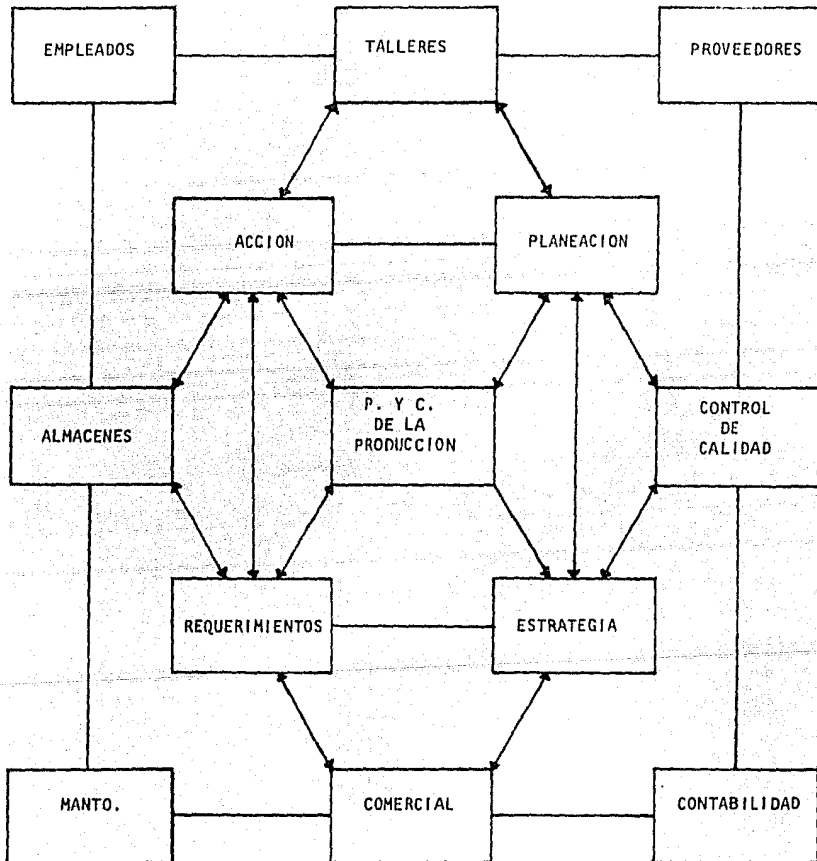 EMPLEADOS
TALLERES
PROVEEDORES
ACCION
PLANEACION
ALMACENES
P. Y C.
DE LA
PRODUCCION
CONTROL
DE
CALIDAD
REQUERIMIENTOS
ESTRATEGIA
MANTO.
COMERCIAL
CONTABILIDAD